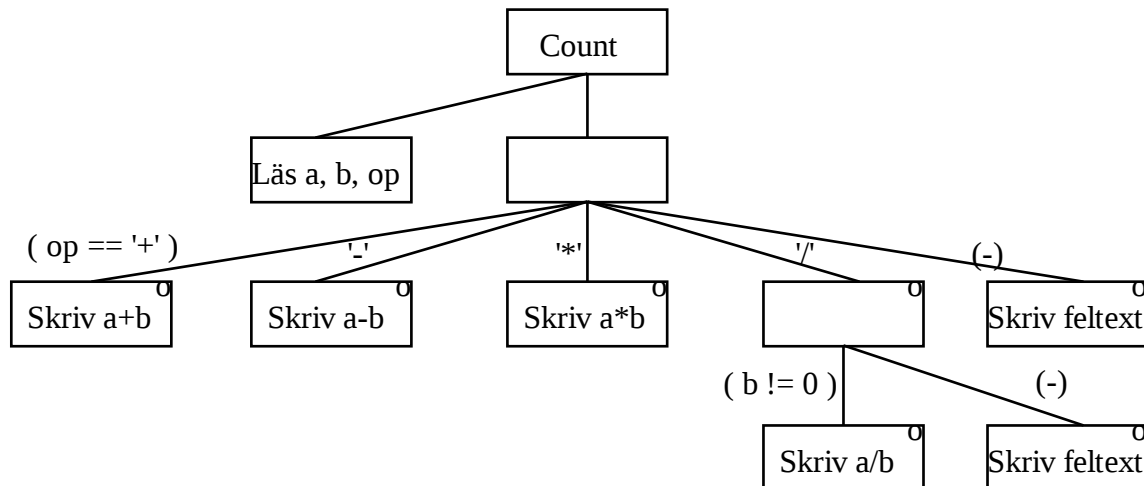 Count
Läs a, b, op
( op == '+' )
'-'
'*'
'/'
(-)
o
o
o
o
o
Skriv a+b
Skriv a-b
Skriv a*b
Skriv feltext
( b != 0 )
(-)
o
o
Skriv a/b
Skriv feltext